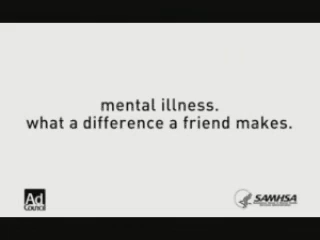 mental illness.
what a difference a friend makes.
Ad
Council
SAMHSA